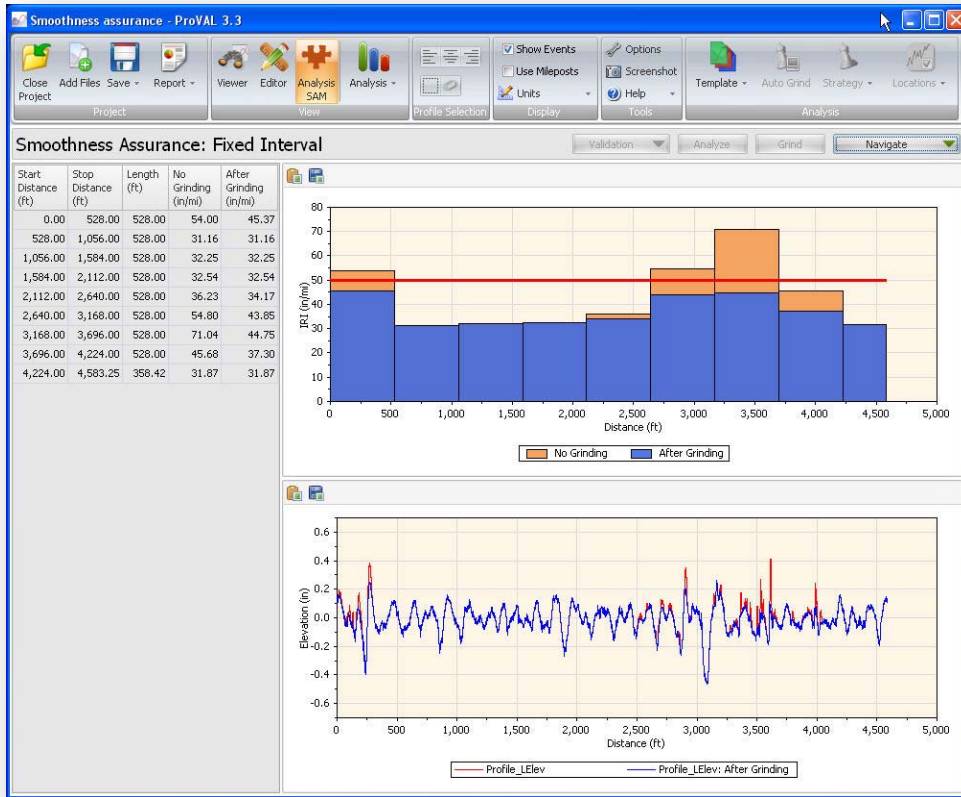 Smoothness assurance - ProVAL 3.3
Close Project
Add Files
Save
Report
Project
Viewer
Editor
Analysis SAM
Analysis
View
Profile Selection
Show Events
Use Mileposts
Units
Display
Options
Screenshot
Help
Tools
Template
Auto Grind
Strategy
Locations
Analysis
Smoothness Assurance: Fixed Interval
Validation
Analyze
Grind
Navigate
Start Distance (ft) Stop Distance (ft) Length (ft) No Grinding (in/mi) After Grinding (in/mi)
0.00 528.00 528.00 54.00 45.37
528.00 1,056.00 528.00 31.16 31.16
1,056.00 1,584.00 528.00 32.25 32.25
1,584.00 2,112.00 528.00 32.54 32.54
2,112.00 2,640.00 528.00 36.23 34.17
2,640.00 3,168.00 528.00 54.80 43.85
3,168.00 3,696.00 528.00 71.04 44.75
3,696.00 4,224.00 528.00 45.68 37.30
4,224.00 4,583.25 358.42 31.87 31.87
IRI (in/mi)
80
70
60
50
40
30
20
10
0
0 500 1,000 1,500 2,000 2,500 3,000 3,500 4,000 4,500 5,000
Distance (ft)
No Grinding After Grinding
Elevation (in)
0.6
0.4
0.2
0.0
-0.2
-0.4
-0.6
0 500 1,000 1,500 2,000 2,500 3,000 3,500 4,000 4,500 5,000
Distance (ft)
Profile_LElev Profile_LElev: After Grinding